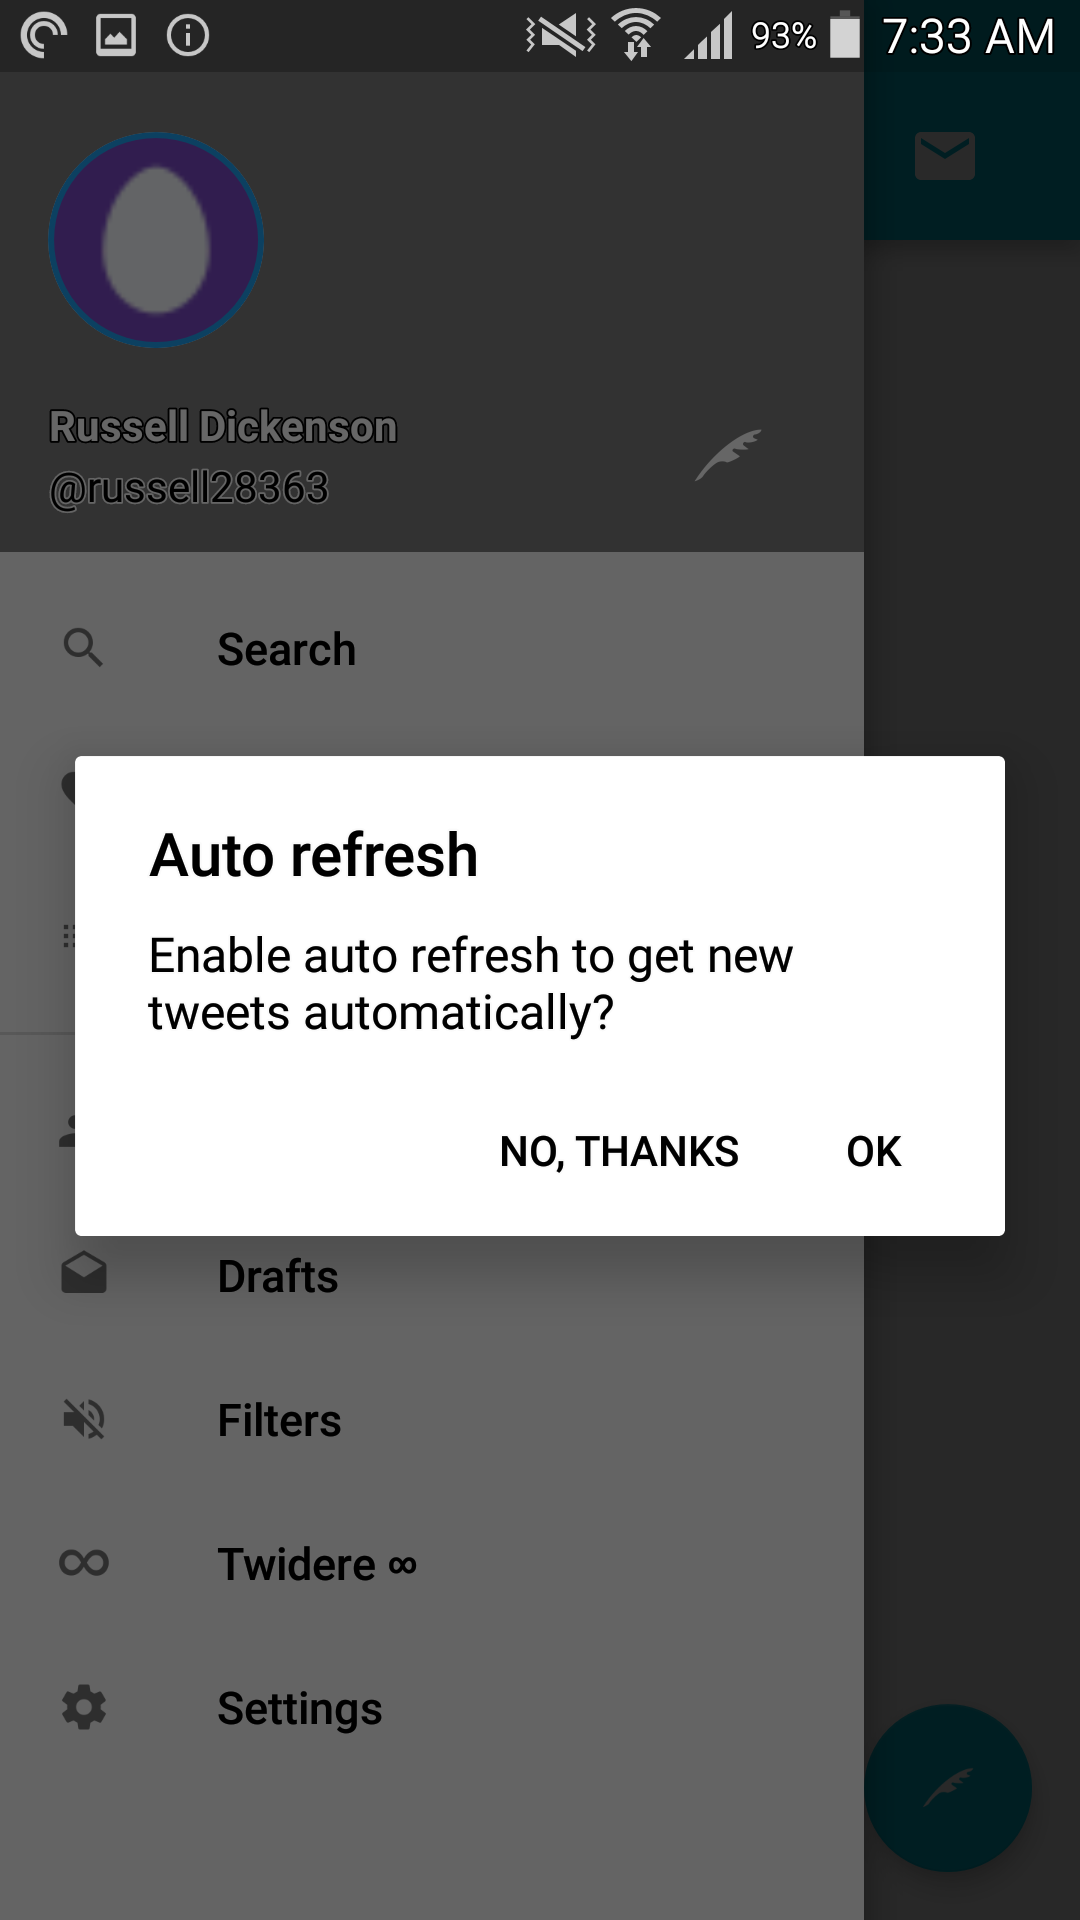 93% 7:33 AM
Russell Dickenson
@russell28363
Search
Auto refresh
Enable auto refresh to get new
tweets automatically?
NO, THANKS OK
Drafts
Filters
Twidere ∞
Settings